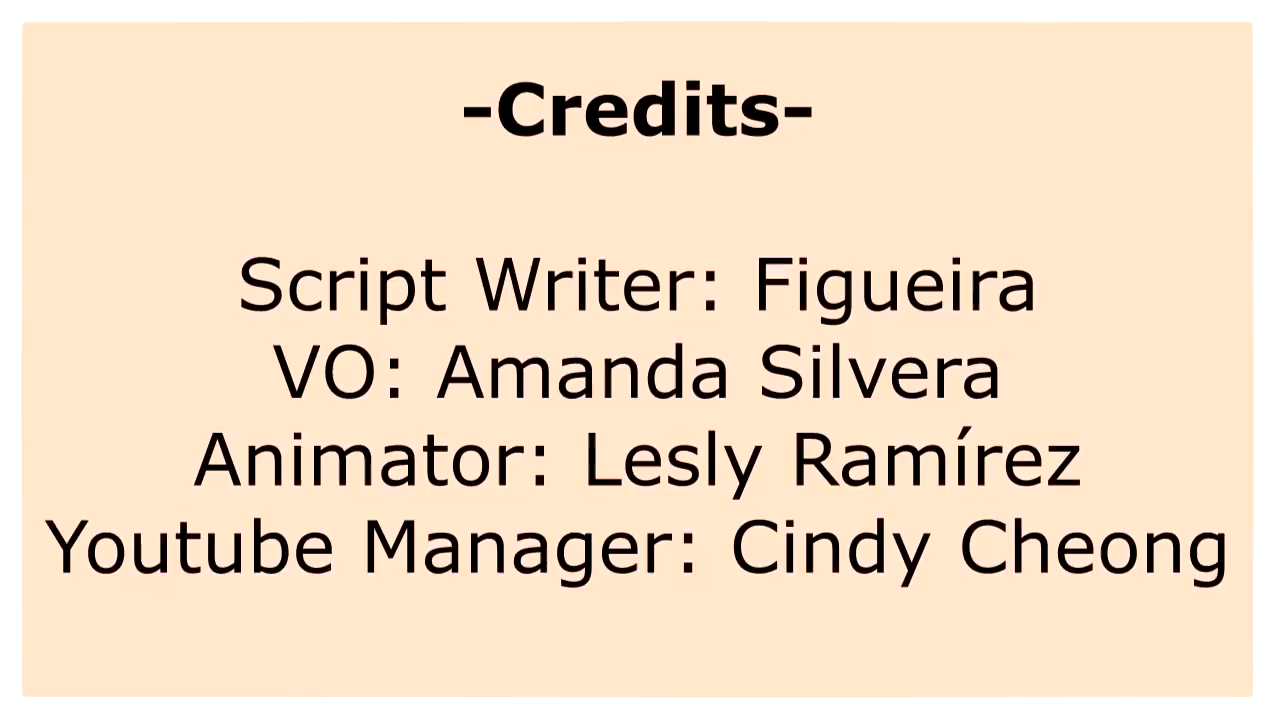 -Credits-
Script Writer: Figueira
VO: Amanda Silvera
Animator: Lesly Ramírez
Youtube Manager: Cindy Cheong